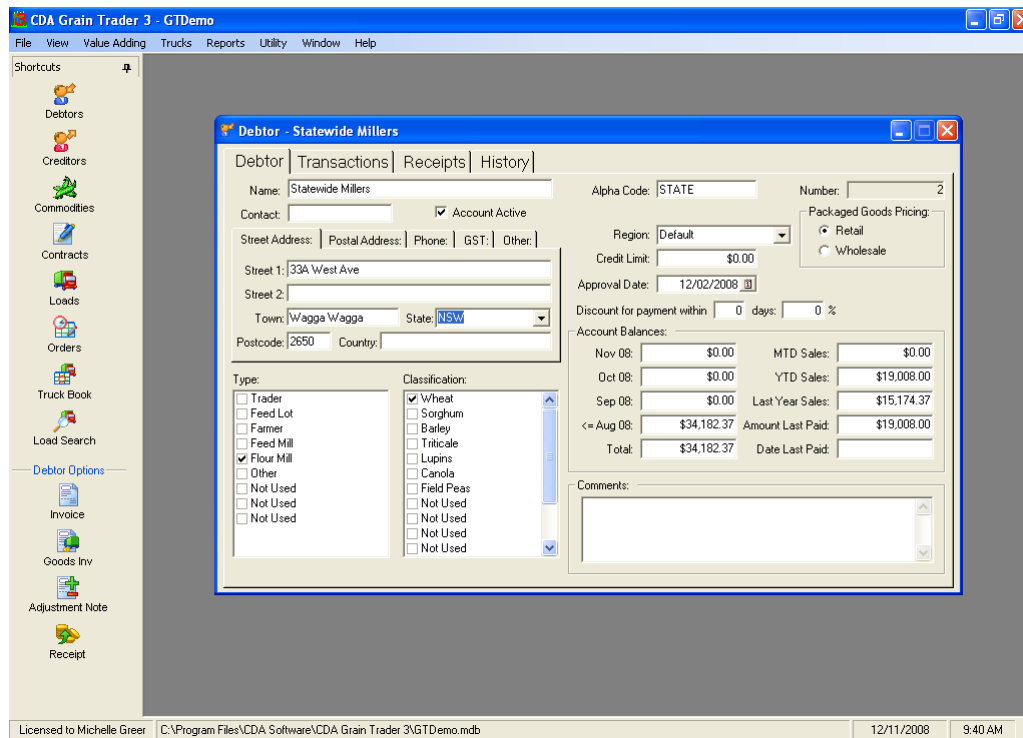 CDA Grain Trader 3 - GTDemo
File View Value Adding Trucks Reports Utility Window Help
Shortcuts
Debtors
Creditors
Commodities
Contracts
Loads
Orders
Truck Book
Load Search
Debtor Options
Invoice
Goods Inv
Adjustment Note
Receipt
Debtor - Statewide Millers
Debtor Transactions Receipts History
Name: Statewide Millers
Contact: Account Active
Street Address: Postal Address: Phone: GST: Other:
Street 1: 33A West Ave
Street 2:
Town: Wagga Wagga State: NSW
Postcode: 2650 Country:
Type:
Trader
Feed Lot
Farmer
Feed Mill
Flour Mill
Other
Not Used
Not Used
Not Used
Classification:
Wheat
Sorghum
Barley
Triticale
Lupins
Canola
Field Peas
Not Used
Not Used
Not Used
Not Used
Alpha Code: STATE Number: 2
Packaged Goods Pricing:
Retail
Wholesale
Region: Default
Credit Limit: $0.00
Approval Date: 12/02/2008
Discount for payment within 0 days: 0 %
Account Balances:
Nov 08: $0.00 MTD Sales: $0.00
Oct 08: $0.00 YTD Sales: $19,008.00
Sep 08: $0.00 Last Year Sales: $15,174.37
<= Aug 08: $34,182.37 Amount Last Paid: $19,008.00
Total: $34,182.37 Date Last Paid:
Comments:
Licensed to Michelle Greer C:\Program Files\CDA Software\CDA Grain Trader 3\GTDemo.mdb 12/11/2008 9:40 AM